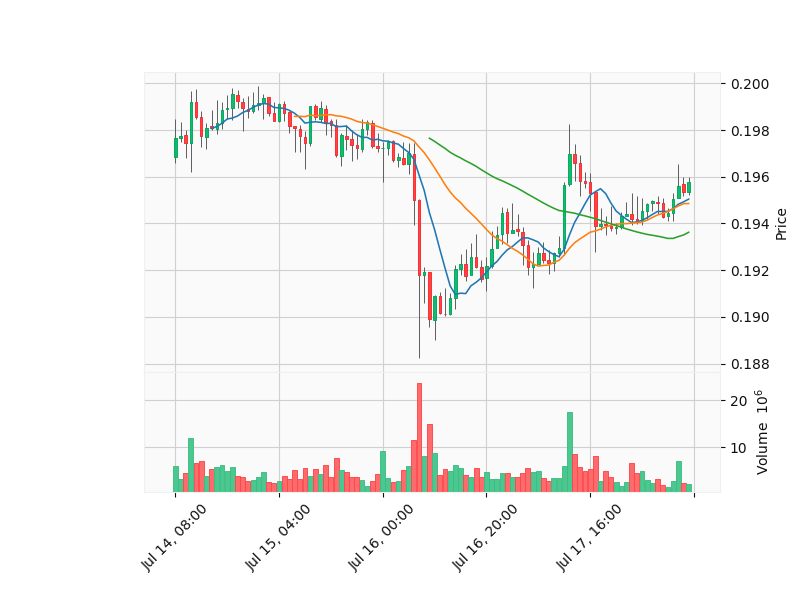 0.200
0.198
0.196
0.194
0.192
0.190
0.188
Price
20
10
Volume 10^6
Jul 14, 08:00
Jul 15, 04:00
Jul 16, 00:00
Jul 16, 20:00
Jul 17, 16:00